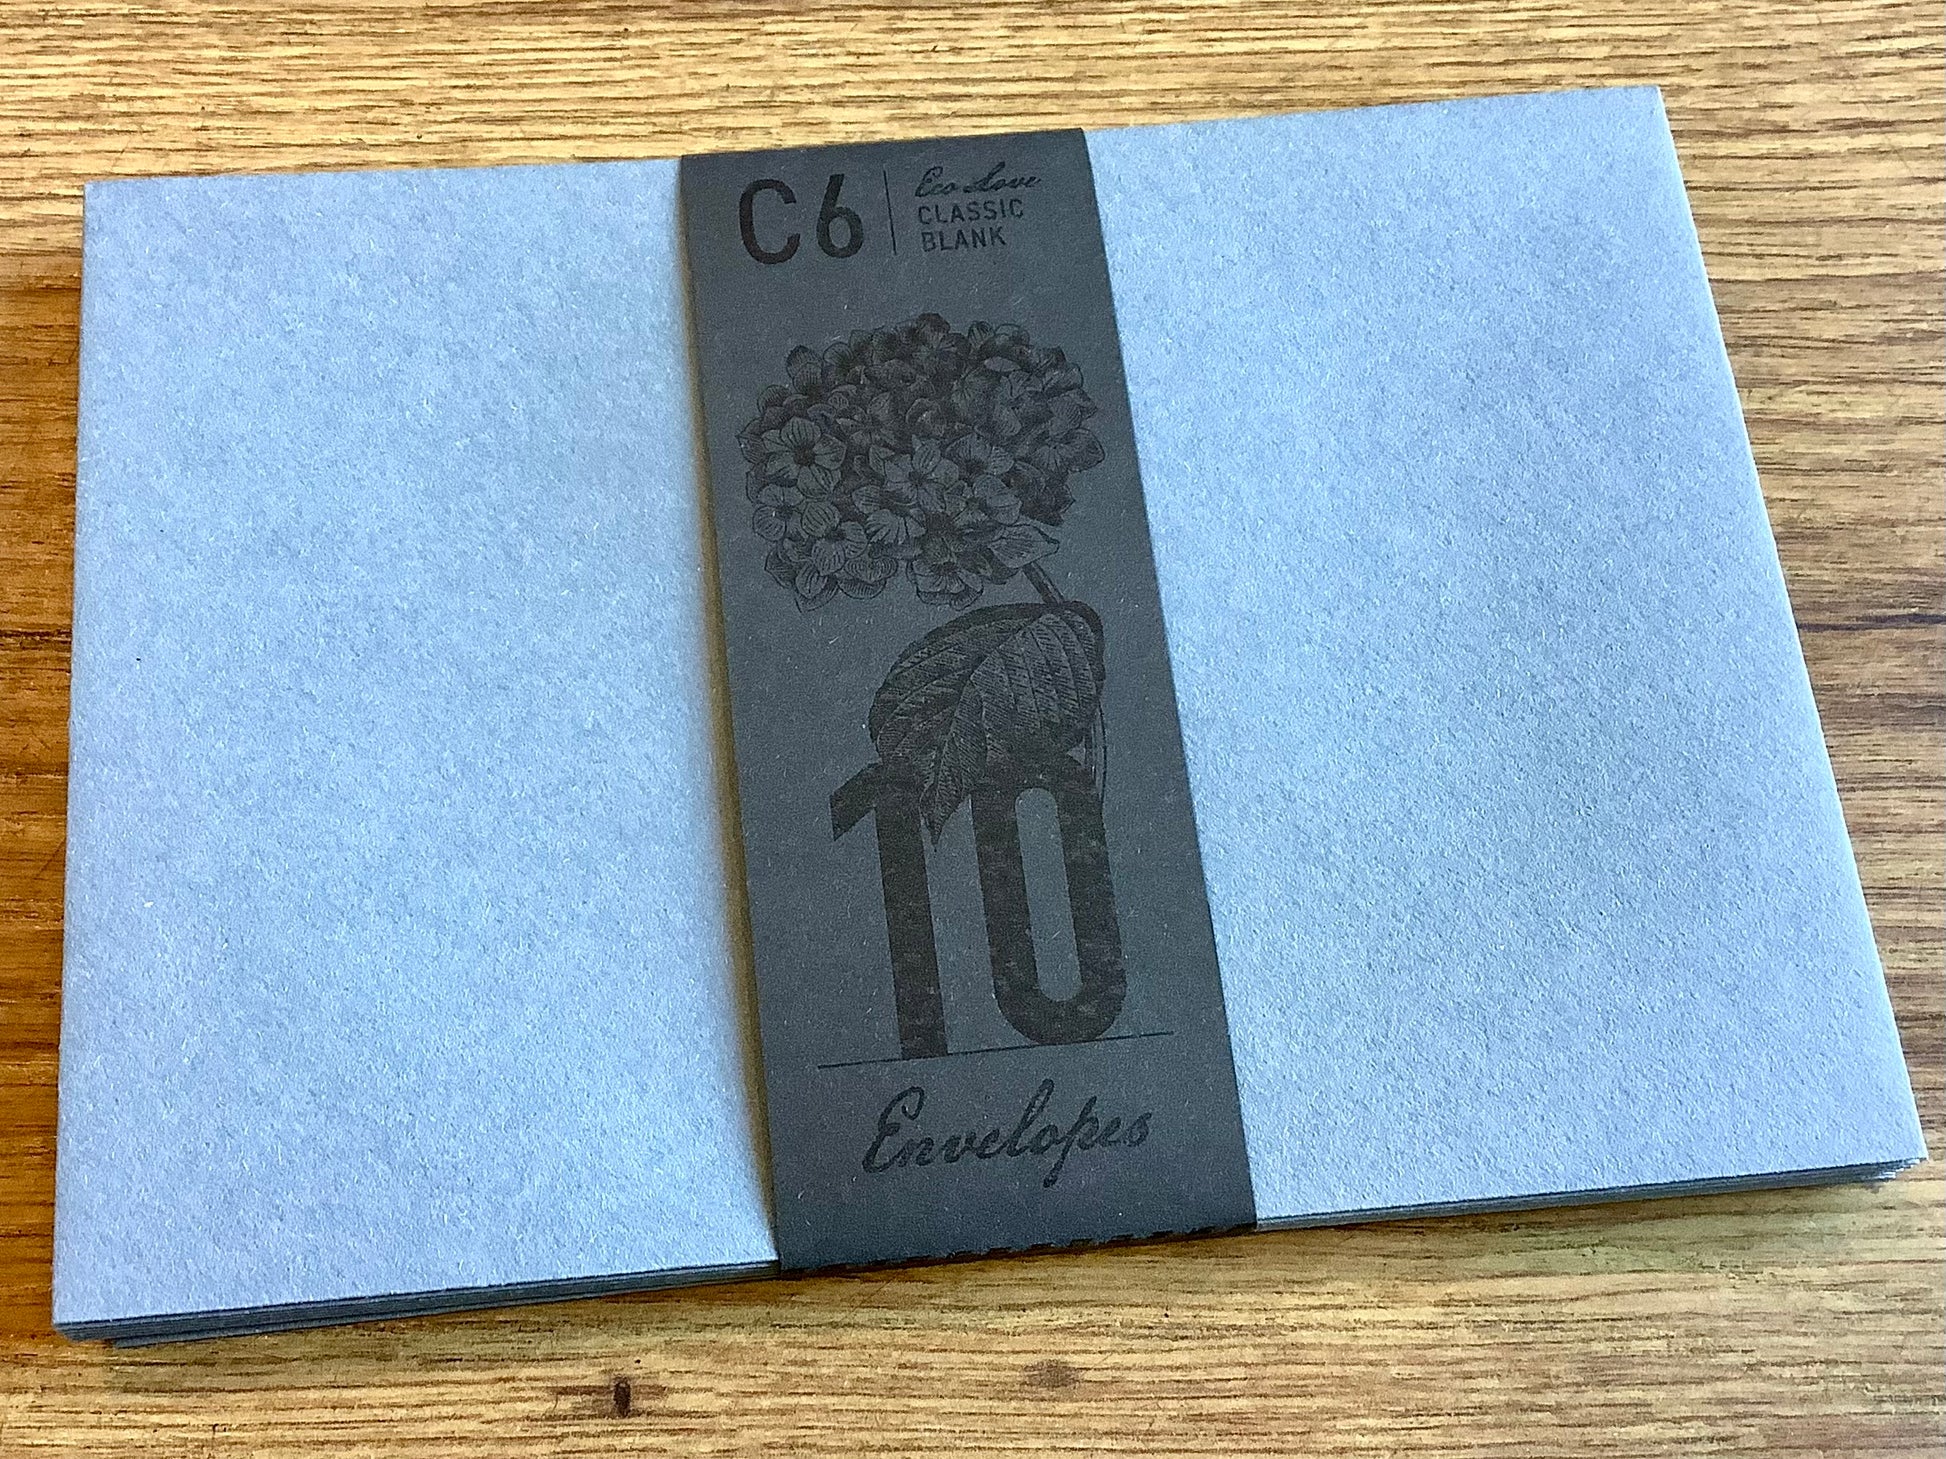 C6
Eco Love
CLASSIC
BLANK
10
Envelopes